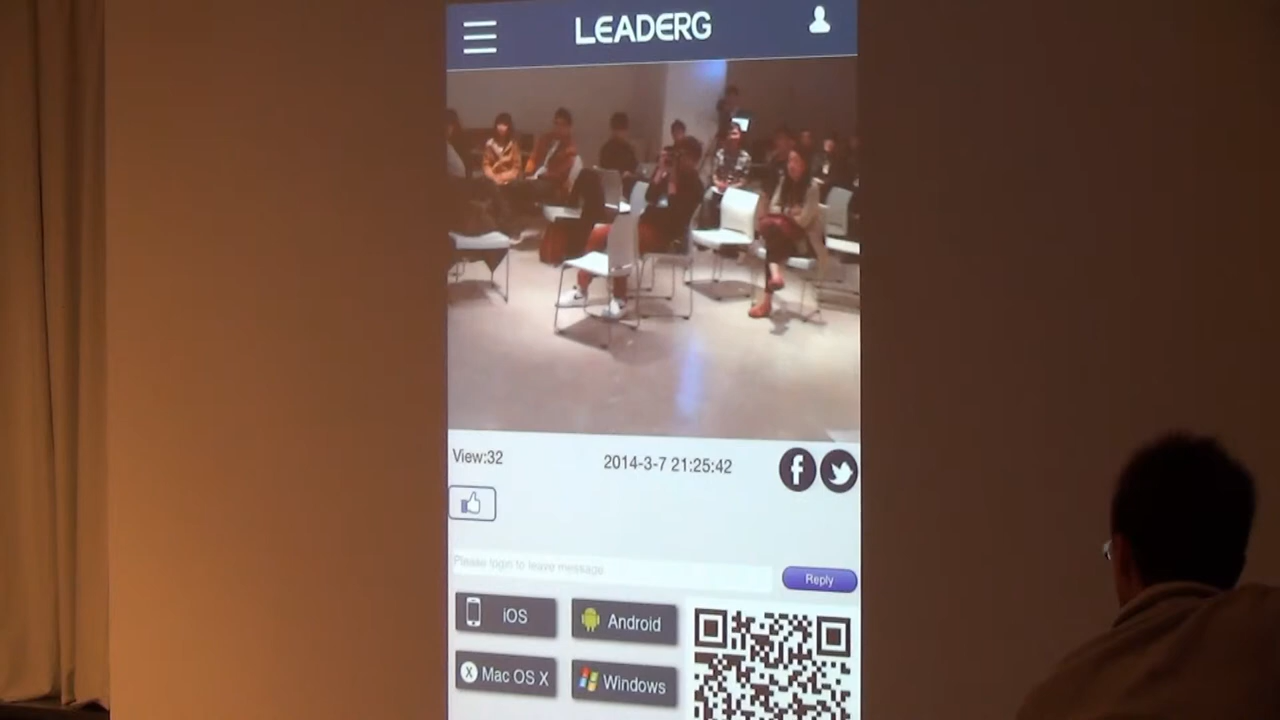 LEADERG
View:32
2014-3-7 21:25:42
Please login to leave message
Reply
iOS
Android
Mac OS X
Windows